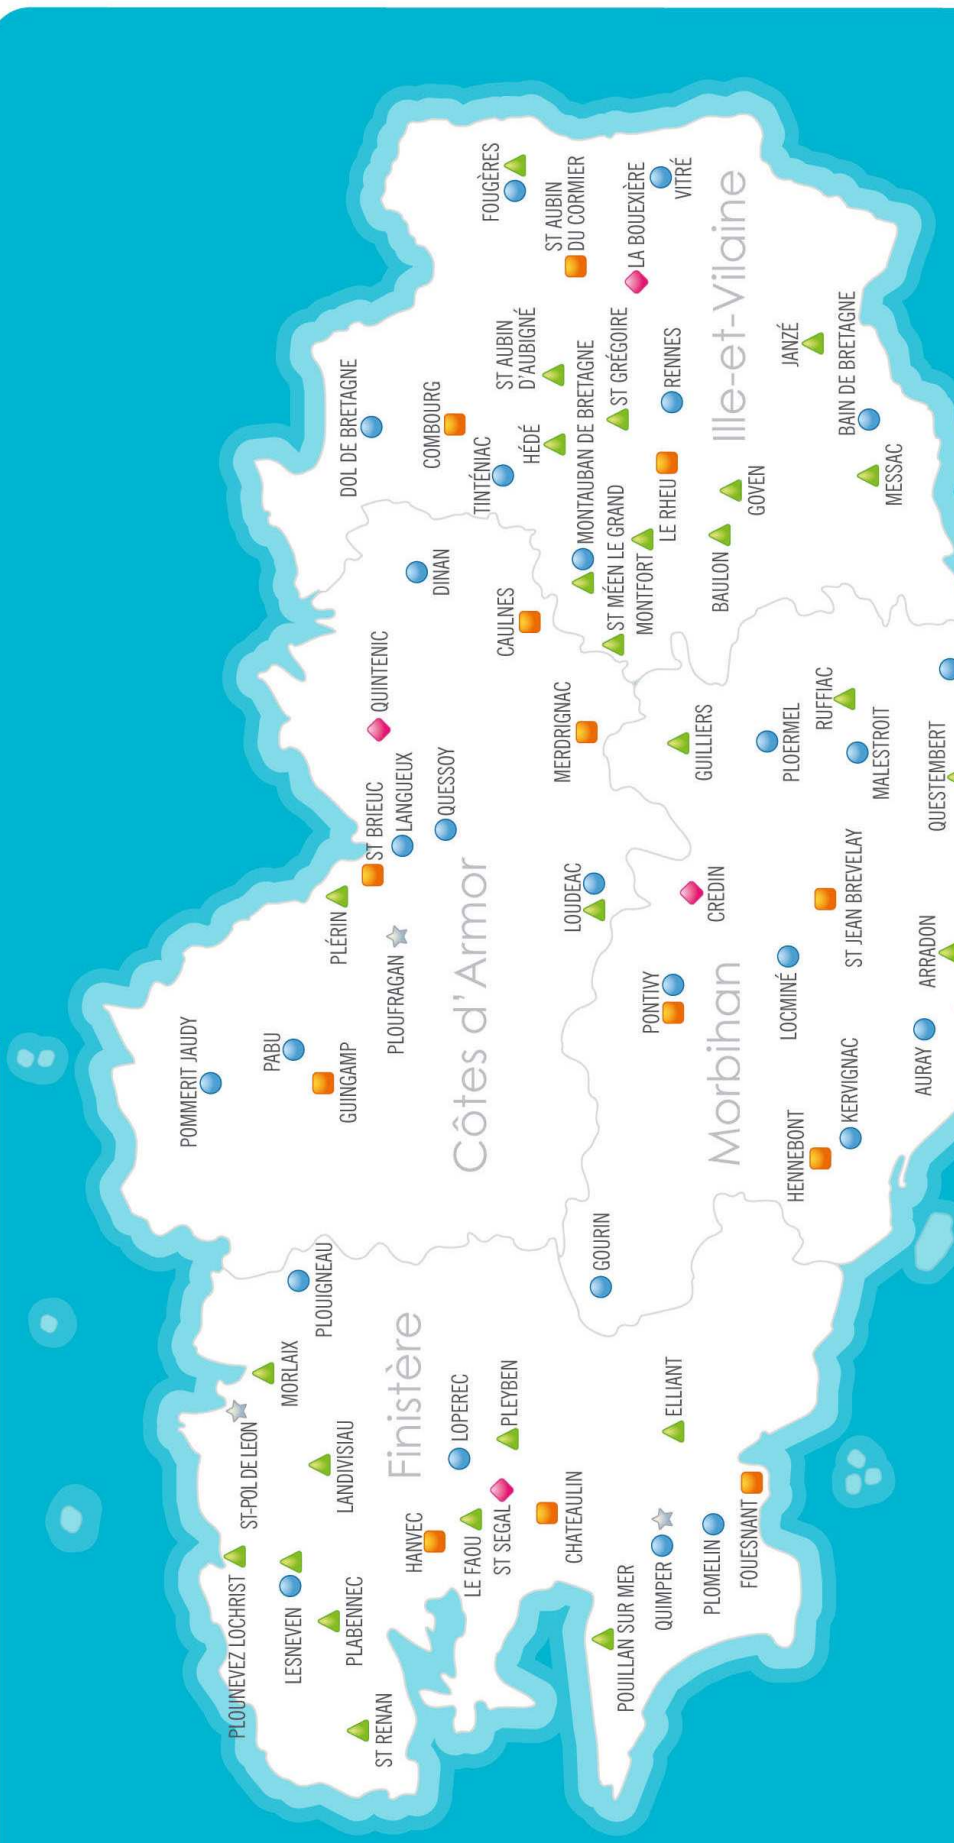 POMMERIT JAUDY
PABU
GUINGAMP
PLÉRIN
PLOUFRAGAN
ST BRIEUC
LANGUEUX
QUESSOY
QUINTENIC
DINAN
CAULNES
MERDRIGNAC
LOUDEAC
Côtes d'Armor
DOL DE BRETAGNE
COMBOURG
TINTÉNIAC
HÉDÉ
ST AUBIN
D'AUBIGNÉ
FOUGÈRES
ST AUBIN
DU CORMIER
LA BOUEXIÈRE
VITRÉ
MONTAUBAN DE BRETAGNE
ST GRÉGOIRE
ST MÉEN LE GRAND
MONTFORT
LE RHEU
RENNES
Ille-et-Vilaine
BAULON
GOVEN
JANZÉ
BAIN DE BRETAGNE
MESSAC
PLOUNEVEZ LOCHRIST
ST-POL DE LEON
MORLAIX
PLOUIGNEAU
LESNEVEN
LANDIVISIAU
PLABENNEC
ST RENAN
Finistère
HANVEC
LOPEREC
LE FAOU
ST SEGAL
PLEYBEN
CHATEAULIN
POUILLAN SUR MER
QUIMPER
ELLIANT
PLOMELIN
FOUESNANT
GOURIN
PONTIVY
CREDIN
GUILLIERS
Morbihan
PLOERMEL
RUFFIAC
MALESTROIT
LOCMINÉ
ST JEAN BREVELAY
HENNEBONT
KERVIGNAC
AURAY
ARRADON
QUESTEMBERT